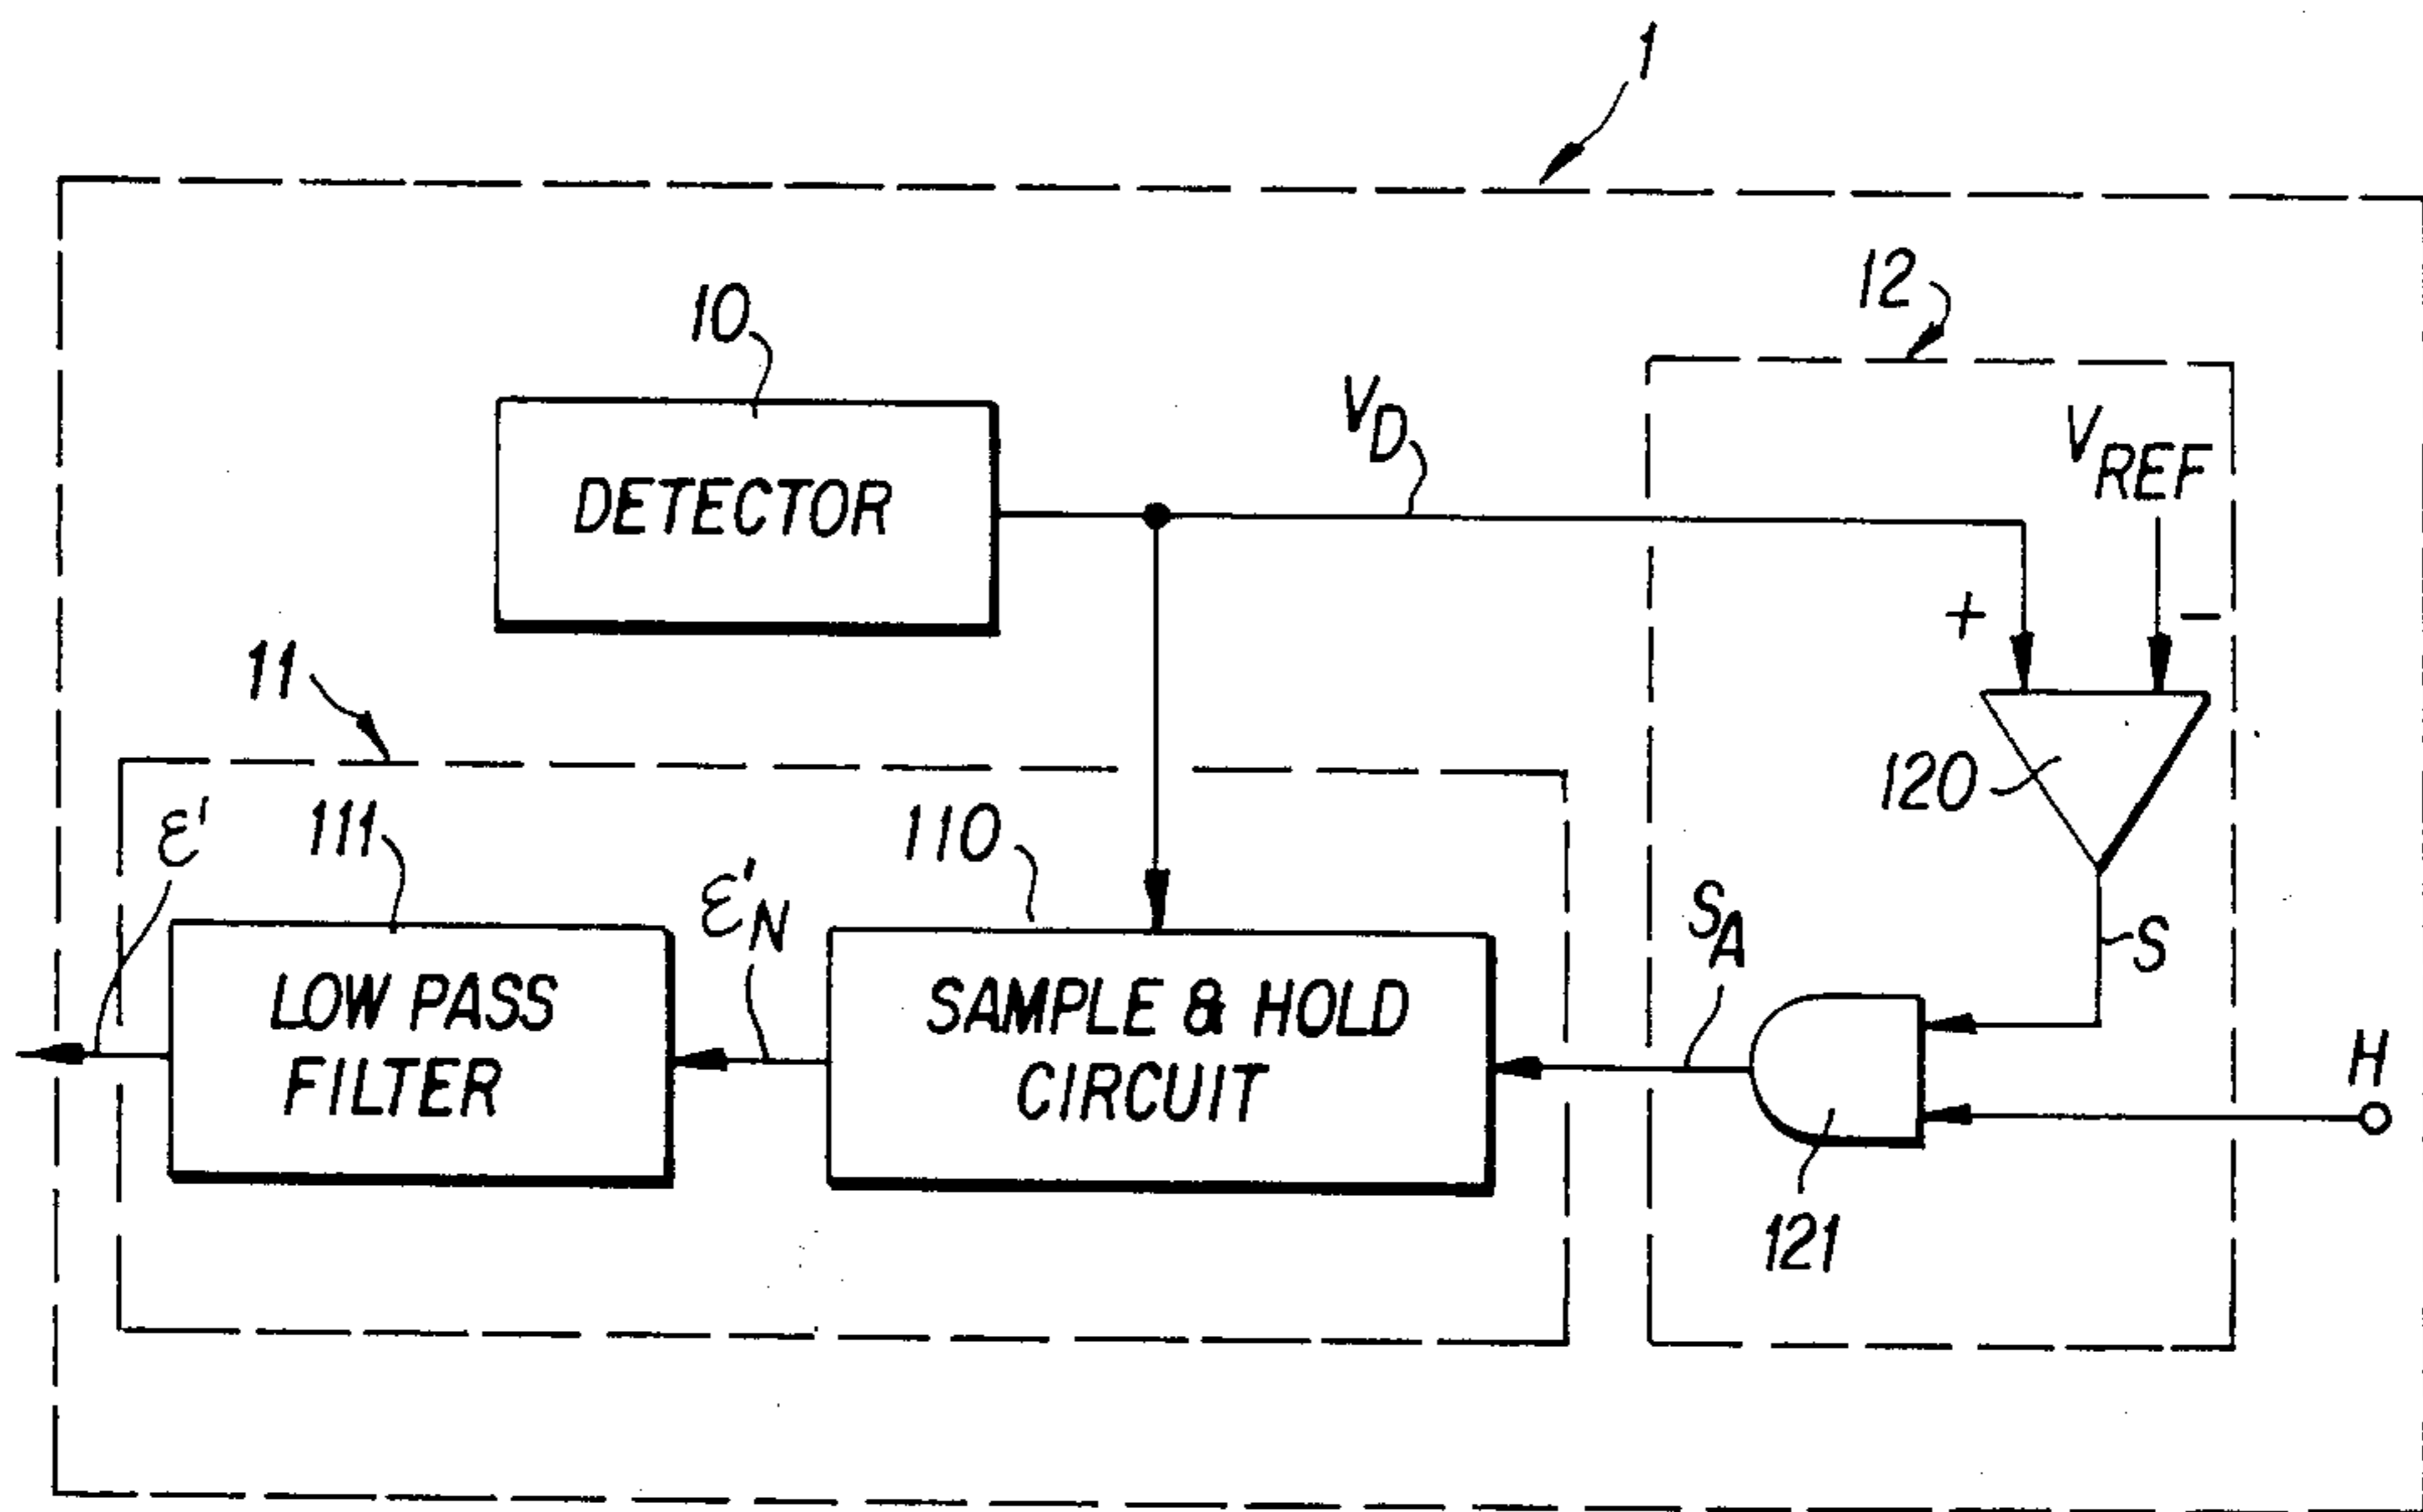 1
12
10
V_D
V_REF
DETECTOR
+
−
11
120
ε'
111
110
ε'_N
S_A
S
LOW PASS
FILTER
SAMPLE & HOLD
CIRCUIT
H
121